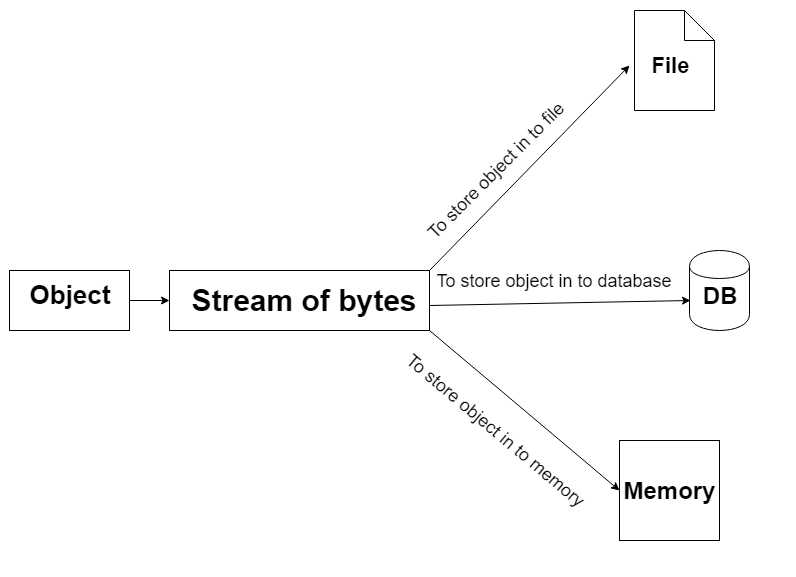 File
To store object in to file
Object
Stream of bytes
To store object in to database
DB
To store object in to memory
Memory